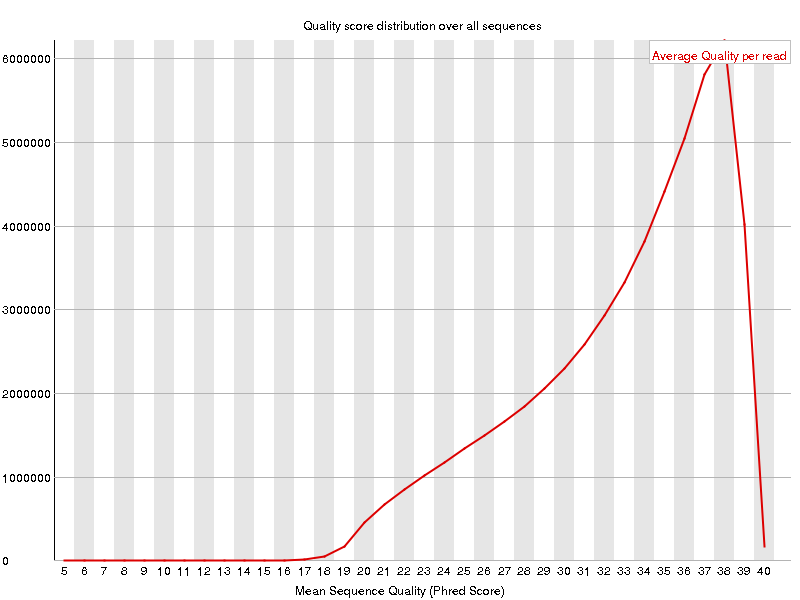 Quality score distribution over all sequences
Average Quality per read
6000000
5000000
4000000
3000000
2000000
1000000
0
5 6 7 8 9 10 11 12 13 14 15 16 17 18 19 20 21 22 23 24 25 26 27 28 29 30 31 32 33 34 35 36 37 38 39 40
Mean Sequence Quality (Phred Score)